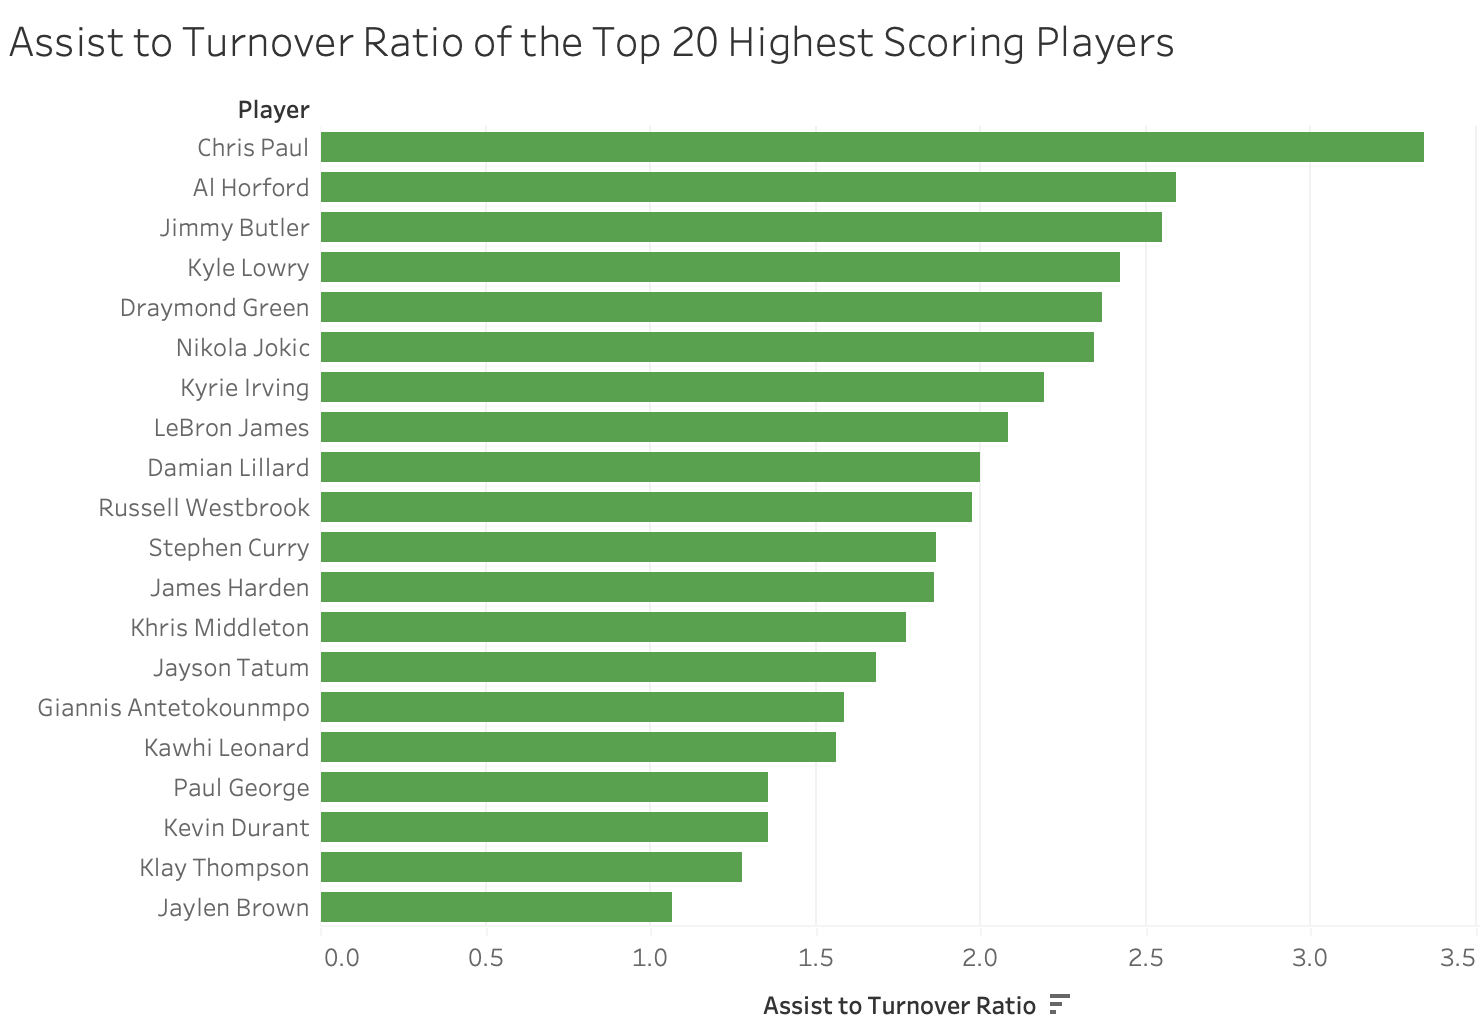 Assist to Turnover Ratio of the Top 20 Highest Scoring Players
Player
Chris Paul
Al Horford
Jimmy Butler
Kyle Lowry
Draymond Green
Nikola Jokic
Kyrie Irving
LeBron James
Damian Lillard
Russell Westbrook
Stephen Curry
James Harden
Khris Middleton
Jayson Tatum
Giannis Antetokounmpo
Kawhi Leonard
Paul George
Kevin Durant
Klay Thompson
Jaylen Brown
0.0 0.5 1.0 1.5 2.0 2.5 3.0 3.5
Assist to Turnover Ratio